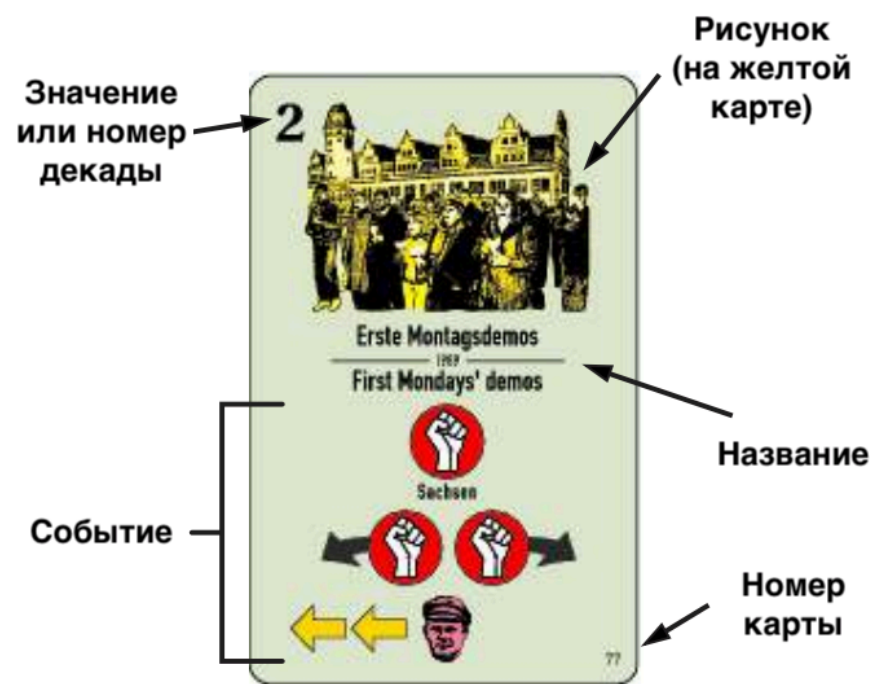 Рисунок
(на желтой
карте)
Значение
или номер
декады
2
Erste Montagsdemos
1989
First Mondays' demos
Название
Sachsen
Событие
Номер
карты